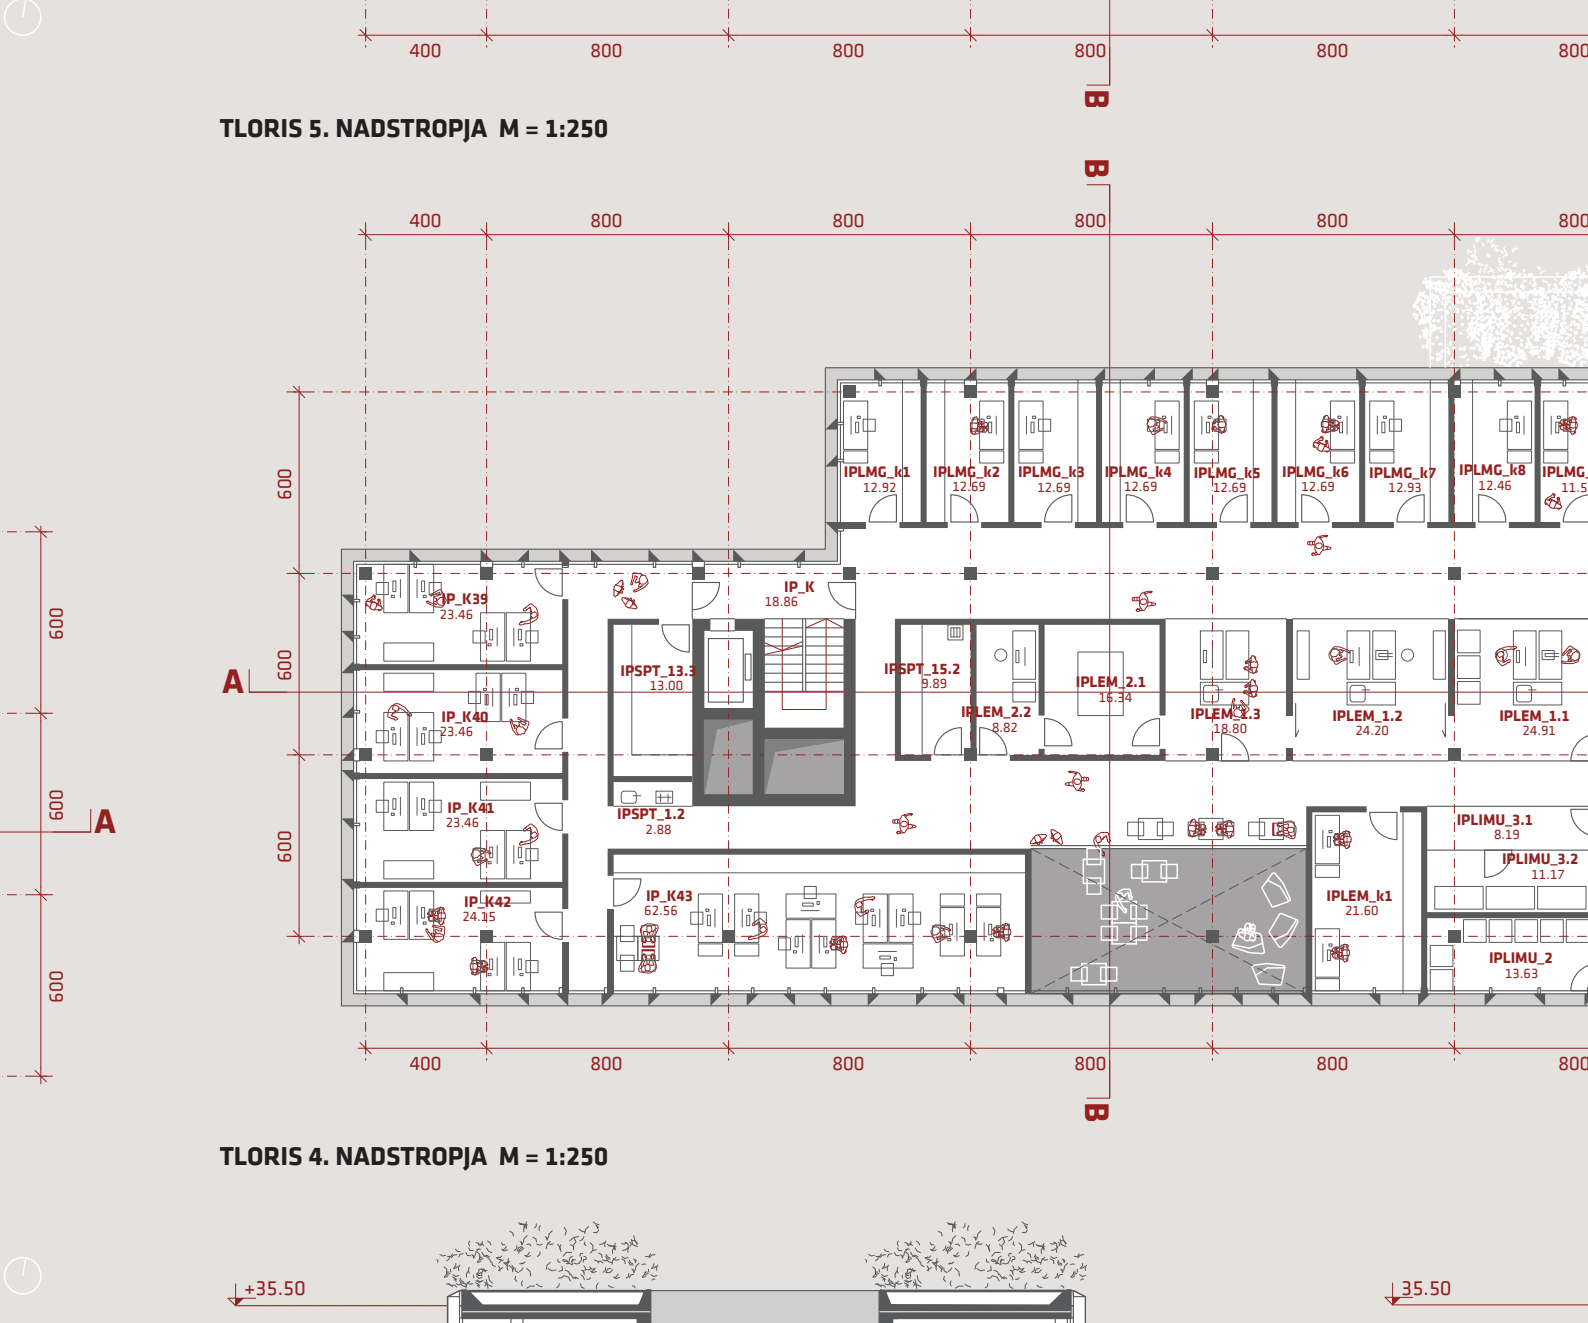 400 800 800 800 800 800
B
TLORIS 5. NADSTROPJA M = 1:250
B
400 800 800 800 800 800
IPLMG_k1 IPLMG_k2 IPLMG_k3 IPLMG_k4 IPLMG_k5 IPLMG_k6 IPLMG_k7 IPLMG_k8 IPLMG_
12.92 12.69 12.69 12.69 12.69 12.69 12.93 12.46 11.5
600
IP_K
18.86
IP_K39
23.46
600
600
A
IPSPT_13.3
13.00
IPSPT_15.2
9.89
IPLEM_2.1
16.34
IP_K40
23.46
IPLEM_2.2
8.82
IPLEM_1.3
18.80
IPLEM_1.2
24.20
IPLEM_1.1
24.91
IP_K41
23.46
600
A
600
IPSPT_1.2
2.88
IPLIMU_3.1
8.19
IPLIMU_3.2
11.17
IP_K42
24.15
IP_K43
62.56
IPLEM_k1
21.60
IPLIMU_2
13.63
600
400 800 800 800 800 800
B
TLORIS 4. NADSTROPJA M = 1:250
+35.50 35.50